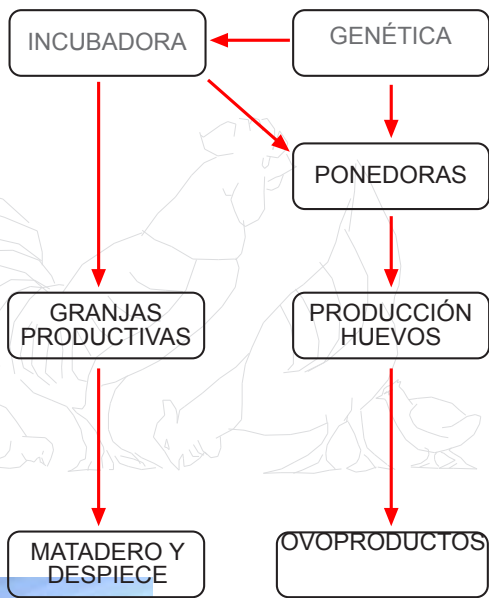 INCUBADORA
GENÉTICA
PONEDORAS
GRANJAS
PRODUCTIVAS
PRODUCCIÓN
HUEVOS
MATADERO Y
DESPIECE
OVOPRODUCTOS